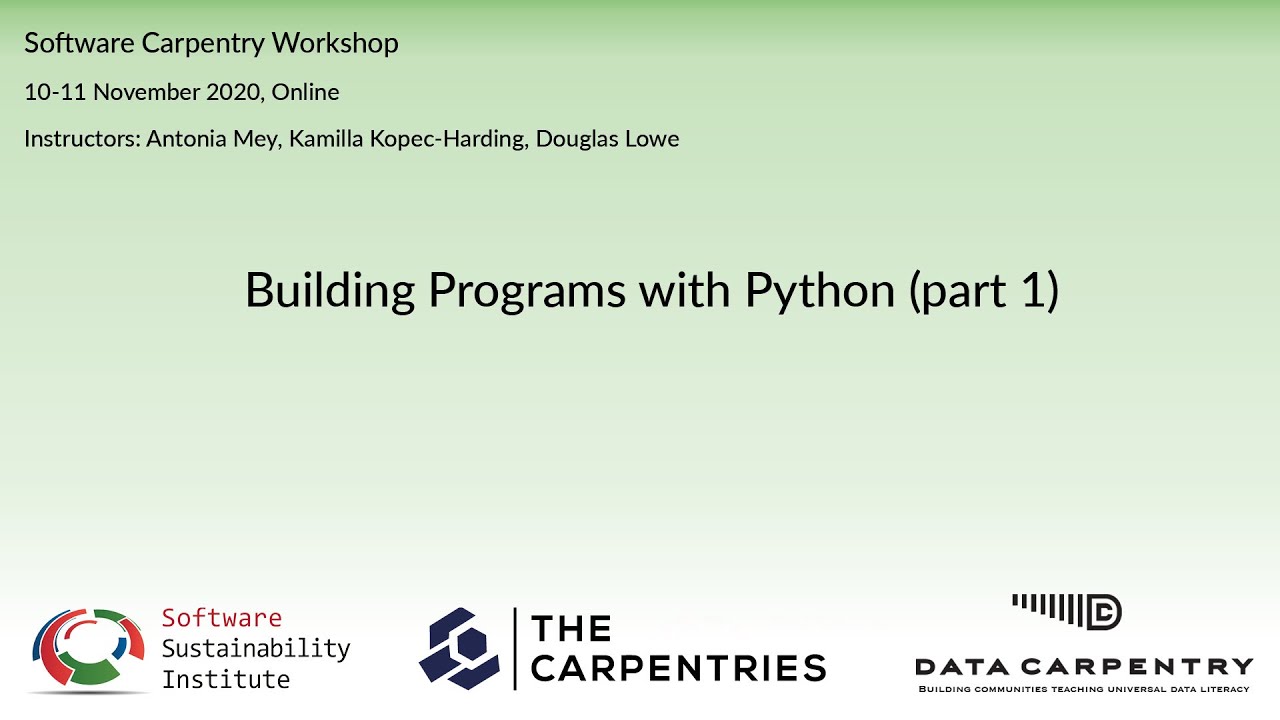 Software Carpentry Workshop
10-11 November 2020, Online
Instructors: Antonia Mey, Kamilla Kopec-Harding, Douglas Lowe
Building Programs with Python (part 1)
Software
Sustainability
Institute
THE
CARPENTRIES
DC
DATA CARPENTRY
BUILDING COMMUNITIES TEACHING UNIVERSAL DATA LITERACY